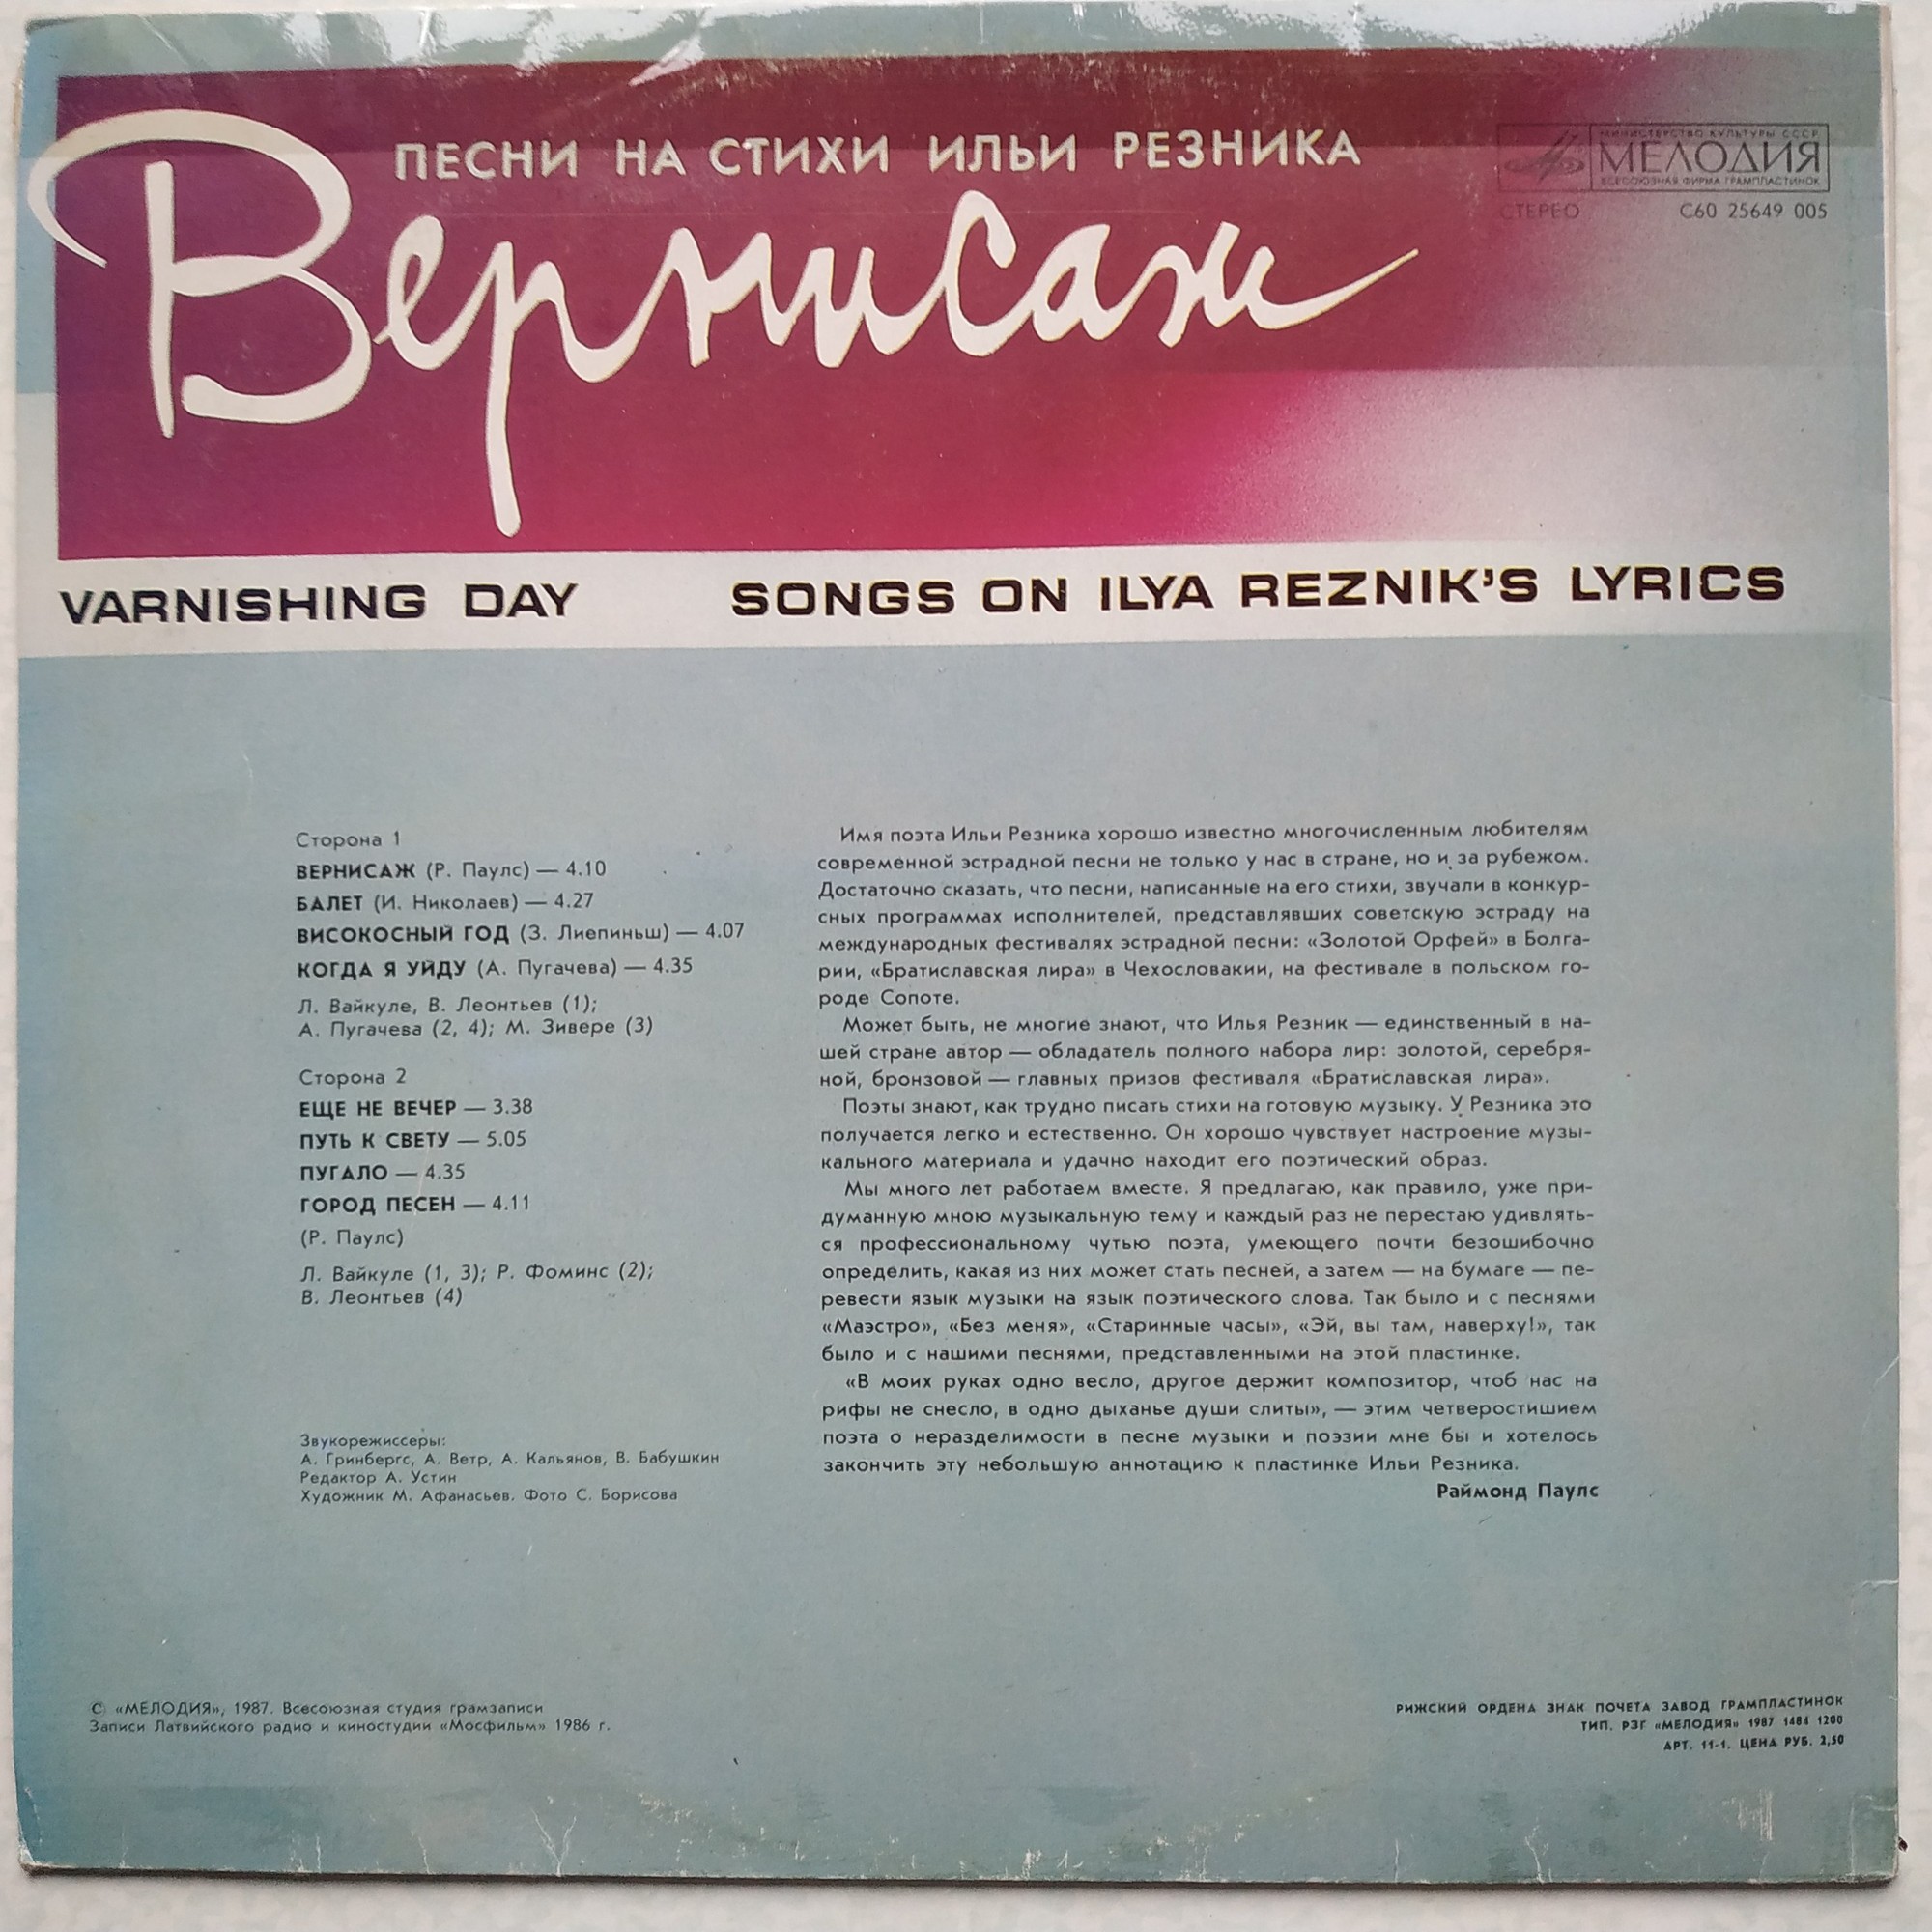 ПЕСНИ НА СТИХИ ИЛЬИ РЕЗНИКА
Вернисаж
МИНИСТЕРСТВО КУЛЬТУРЫ СССР
МЕЛОДИЯ
ВСЕСОЮЗНАЯ ФИРМА ГРАМПЛАСТИНОК
СТЕРЕО С60 25649 005
VARNISHING DAY SONGS ON ILYA REZNIK'S LYRICS
Сторона 1
ВЕРНИСАЖ (Р. Паулс) — 4.10
БАЛЕТ (И. Николаев) — 4.27
ВИСОКОСНЫЙ ГОД (З. Лиепиньш) — 4.07
КОГДА Я УЙДУ (А. Пугачева) — 4.35
Л. Вайкуле, В. Леонтьев (1);
А. Пугачева (2, 4); М. Зивере (3)
Сторона 2
ЕЩЕ НЕ ВЕЧЕР — 3.38
ПУТЬ К СВЕТУ — 5.05
ПУГАЛО — 4.35
ГОРОД ПЕСЕН — 4.11
(Р. Паулс)
Л. Вайкуле (1, 3); Р. Фоминс (2);
В. Леонтьев (4)
Звукорежиссеры:
А. Гринбергс, А. Ветр, А. Кальянов, В. Бабушкин
Редактор А. Устин
Художник М. Афанасьев. Фото С. Борисова
Имя поэта Ильи Резника хорошо известно многочисленным любителям
современной эстрадной песни не только у нас в стране, но и за рубежом.
Достаточно сказать, что песни, написанные на его стихи, звучали в конкур-
сных программах исполнителей, представлявших советскую эстраду на
международных фестивалях эстрадной песни: «Золотой Орфей» в Болга-
рии, «Братиславская лира» в Чехословакии, на фестивале в польском го-
роде Сопоте.
Может быть, не многие знают, что Илья Резник — единственный в на-
шей стране автор — обладатель полного набора лир: золотой, серебря-
ной, бронзовой — главных призов фестиваля «Братиславская лира».
Поэты знают, как трудно писать стихи на готовую музыку. У Резника это
получается легко и естественно. Он хорошо чувствует настроение музы-
кального материала и удачно находит его поэтический образ.
Мы много лет работаем вместе. Я предлагаю, как правило, уже при-
думанную мною музыкальную тему и каждый раз не перестаю удивлять-
ся профессиональному чутью поэта, умеющего почти безошибочно
определить, какая из них может стать песней, а затем — на бумаге — пе-
ревести язык музыки на язык поэтического слова. Так было и с песнями
«Маэстро», «Без меня», «Старинные часы», «Эй, вы там, наверху!», так
было и с нашими песнями, представленными на этой пластинке.
«В моих руках одно весло, другое держит композитор, чтоб нас на
рифы не снесло, в одно дыханье души слиты», — этим четверостишием
поэта о неразделимости в песне музыки и поэзии мне бы и хотелось
закончить эту небольшую аннотацию к пластинке Ильи Резника.
Раймонд Паулс
© «МЕЛОДИЯ», 1987. Всесоюзная студия грамзаписи
Записи Латвийского радио и киностудии «Мосфильм» 1986 г.
РИЖСКИЙ ОРДЕНА ЗНАК ПОЧЕТА ЗАВОД ГРАМПЛАСТИНОК
ТИП. РЗГ «МЕЛОДИЯ» 1987 1484 1200
АРТ. 11-1. ЦЕНА РУБ. 2,50